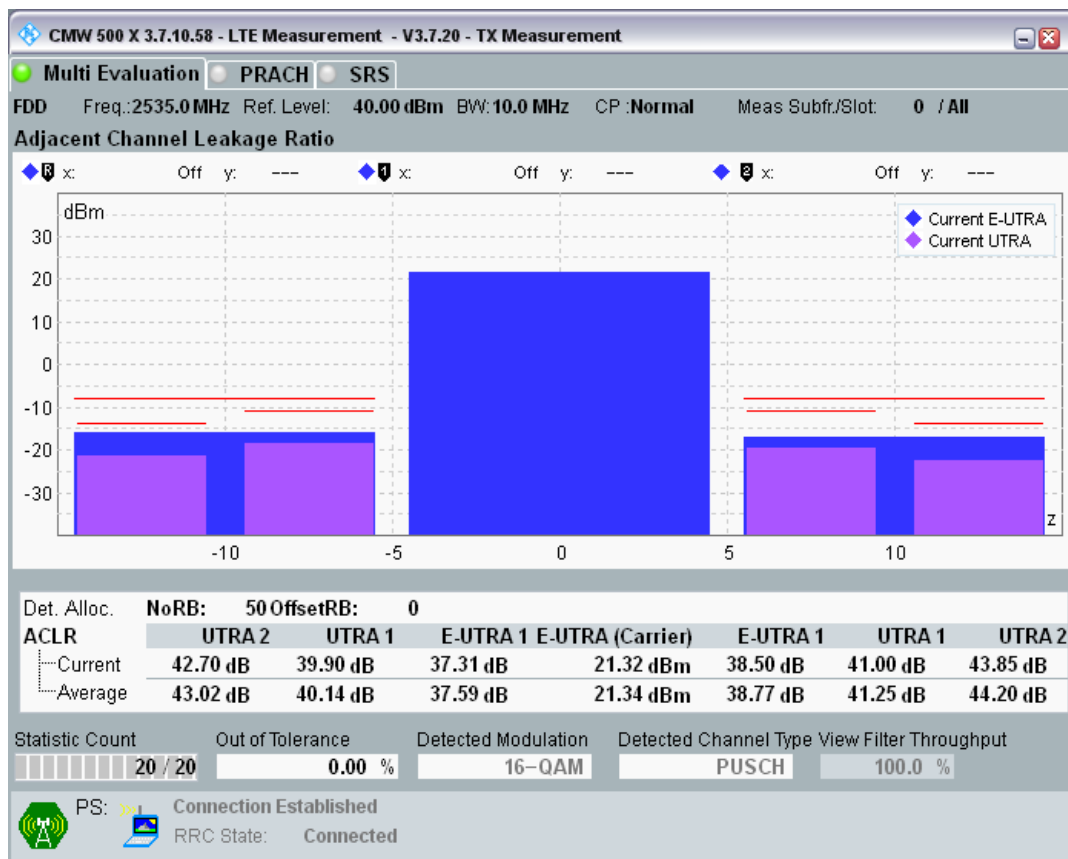 CMW 500 X 3.7.10.58 - LTE Measurement - V3.7.20 - TX Measurement
Multi Evaluation PRACH SRS
FDD Freq.:2535.0 MHz Ref. Level: 40.00 dBm BW: 10.0 MHz CP :Normal Meas Subfr./Slot: 0 / All
Adjacent Channel Leakage Ratio
R x: Off y: --- 1 x: Off y: --- 2 x: Off y: ---
dBm
Current E-UTRA
Current UTRA
30
20
10
0
-10
-20
-30
z
-10 -5 0 5 10
Det. Alloc. NoRB: 50 OffsetRB: 0
ACLR UTRA 2 UTRA 1 E-UTRA 1 E-UTRA (Carrier) E-UTRA 1 UTRA 1 UTRA 2
Current 42.70 dB 39.90 dB 37.31 dB 21.32 dBm 38.50 dB 41.00 dB 43.85 dB
Average 43.02 dB 40.14 dB 37.59 dB 21.34 dBm 38.77 dB 41.25 dB 44.20 dB
Statistic Count Out of Tolerance Detected Modulation Detected Channel Type View Filter Throughput
20 / 20 0.00 % 16-QAM PUSCH 100.0 %
PS: Connection Established
RRC State: Connected